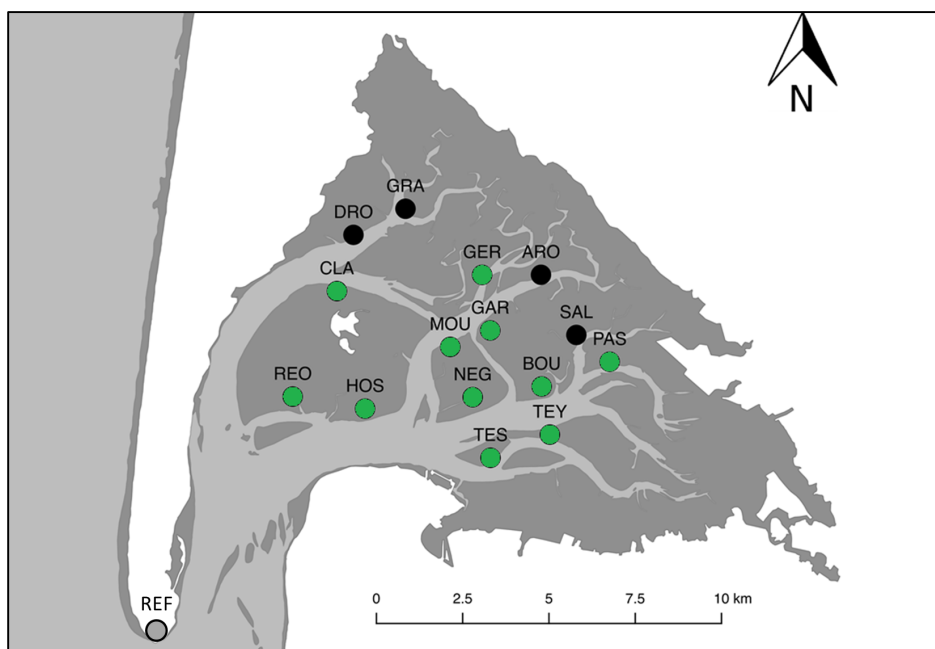 N
GRA
DRO
GER
ARO
CLA
GAR
SAL
MOU
PAS
BOU
REO
HOS
NEG
TEY
TES
REF
0 2.5 5 7.5 10 km